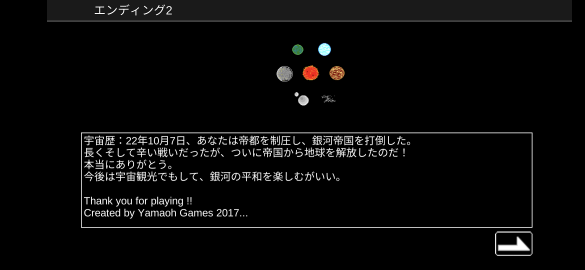 エンディング2
宇宙歴：22年10月7日、あなたは帝都を制圧し、銀河帝国を打倒した。
長くそして辛い戦いだったが、ついに帝国から地球を解放したのだ！
本当にありがとう。
今後は宇宙観光でもして、銀河の平和を楽しむがいい。
Thank you for playing !!
Created by Yamaoh Games 2017...